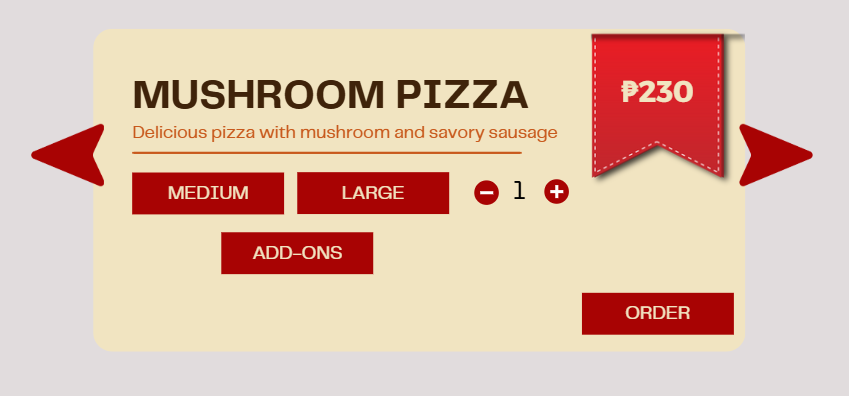 MUSHROOM PIZZA
₱230
Delicious pizza with mushroom and savory sausage
MEDIUM LARGE 1
ADD-ONS
ORDER